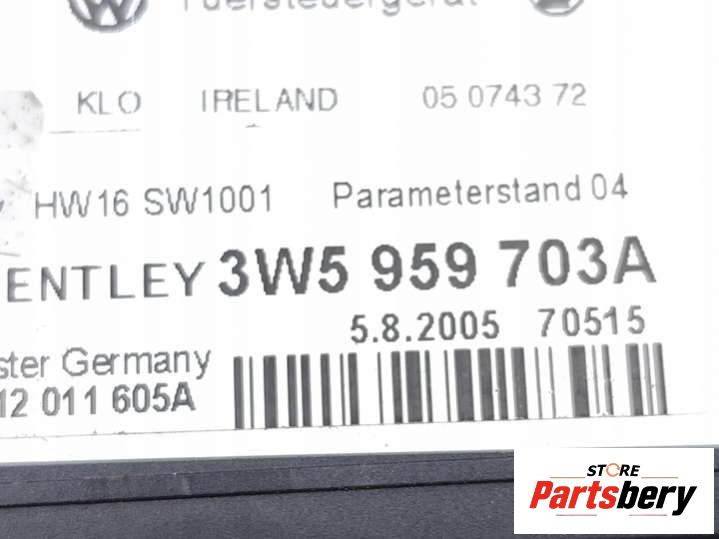 KLO IRELAND 05 0743 72
HW16 SW1001 Parameterstand 04
ENTLEY 3W5 959 703A
5.8.2005 70515
ster Germany
12 011 605A
STORE
Partsbery